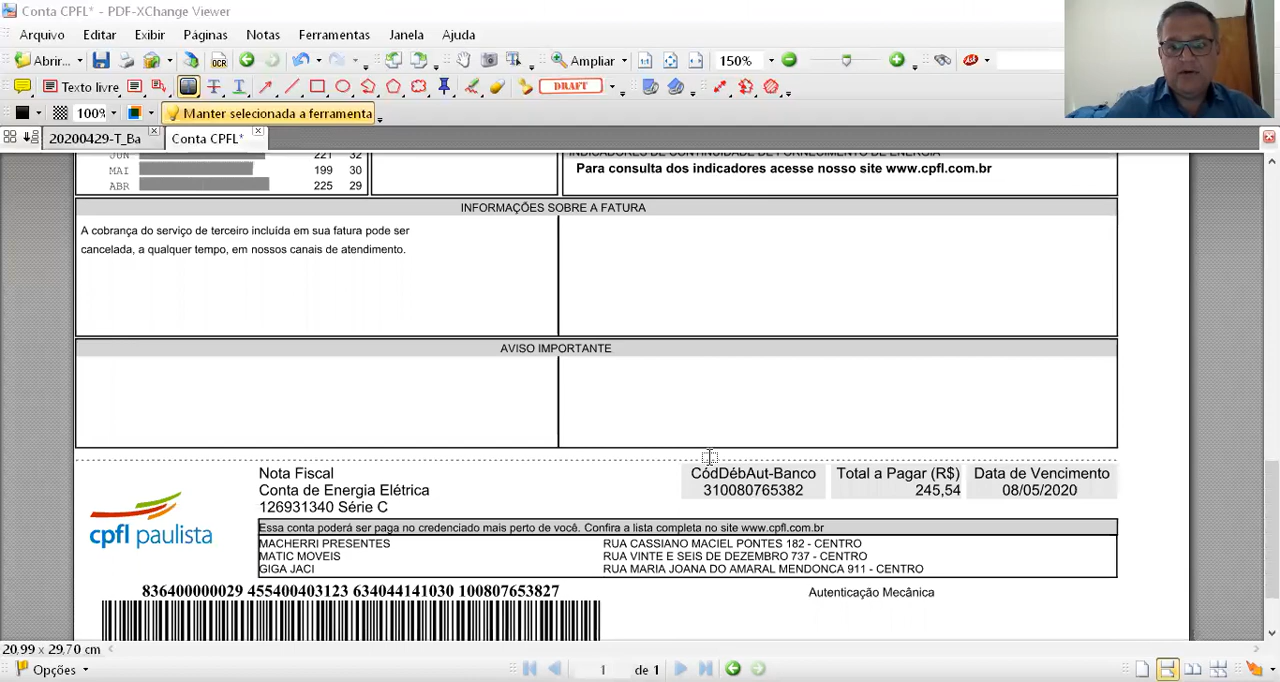 Conta CPFL* - PDF-XChange Viewer
Arquivo Editar Exibir Páginas Notas Ferramentas Janela Ajuda
Abrir... OCR Ampliar 150%
Texto livre DRAFT
100% Manter selecionada a ferramenta
20200429-T_Ba Conta CPFL*
JUN 221 32
MAI 199 30
ABR 225 29
INDICADORES DE CONTINUIDADE DE FORNECIMENTO DE ENERGIA
Para consulta dos indicadores acesse nosso site www.cpfl.com.br
INFORMAÇÕES SOBRE A FATURA
A cobrança do serviço de terceiro incluída em sua fatura pode ser
cancelada, a qualquer tempo, em nossos canais de atendimento.
AVISO IMPORTANTE
Nota Fiscal
Conta de Energia Elétrica
126931340 Série C
CódDébAut-Banco Total a Pagar (R$) Data de Vencimento
310080765382 245,54 08/05/2020
cpfl paulista
Essa conta poderá ser paga no credenciado mais perto de você. Confira a lista completa no site www.cpfl.com.br
MACHERRI PRESENTES RUA CASSIANO MACIEL PONTES 182 - CENTRO
MATIC MOVEIS RUA VINTE E SEIS DE DEZEMBRO 737 - CENTRO
GIGA JACI RUA MARIA JOANA DO AMARAL MENDONCA 911 - CENTRO
836400000029 455400403123 634044141030 100807653827
Autenticação Mecânica
20,99 x 29,70 cm
Opções 1 de 1